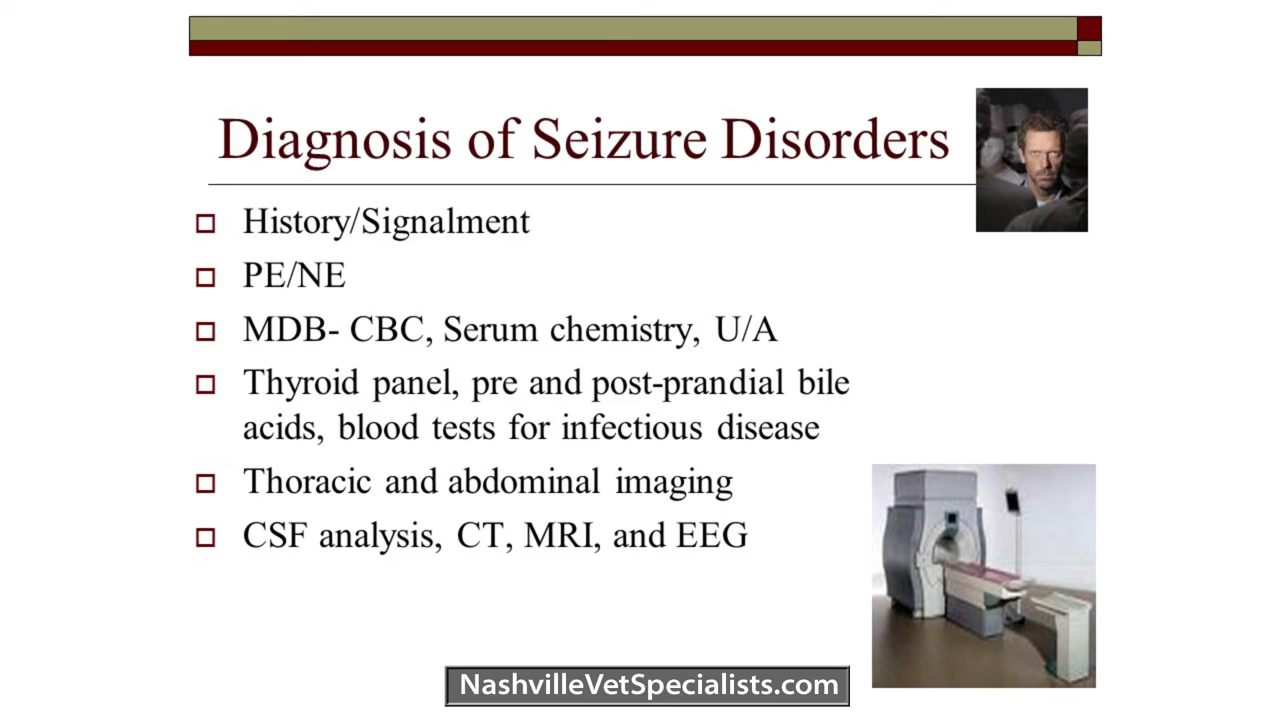 Diagnosis of Seizure Disorders
History/Signalment
PE/NE
MDB- CBC, Serum chemistry, U/A
Thyroid panel, pre and post-prandial bile
acids, blood tests for infectious disease
Thoracic and abdominal imaging
CSF analysis, CT, MRI, and EEG
NashvilleVetSpecialists.com